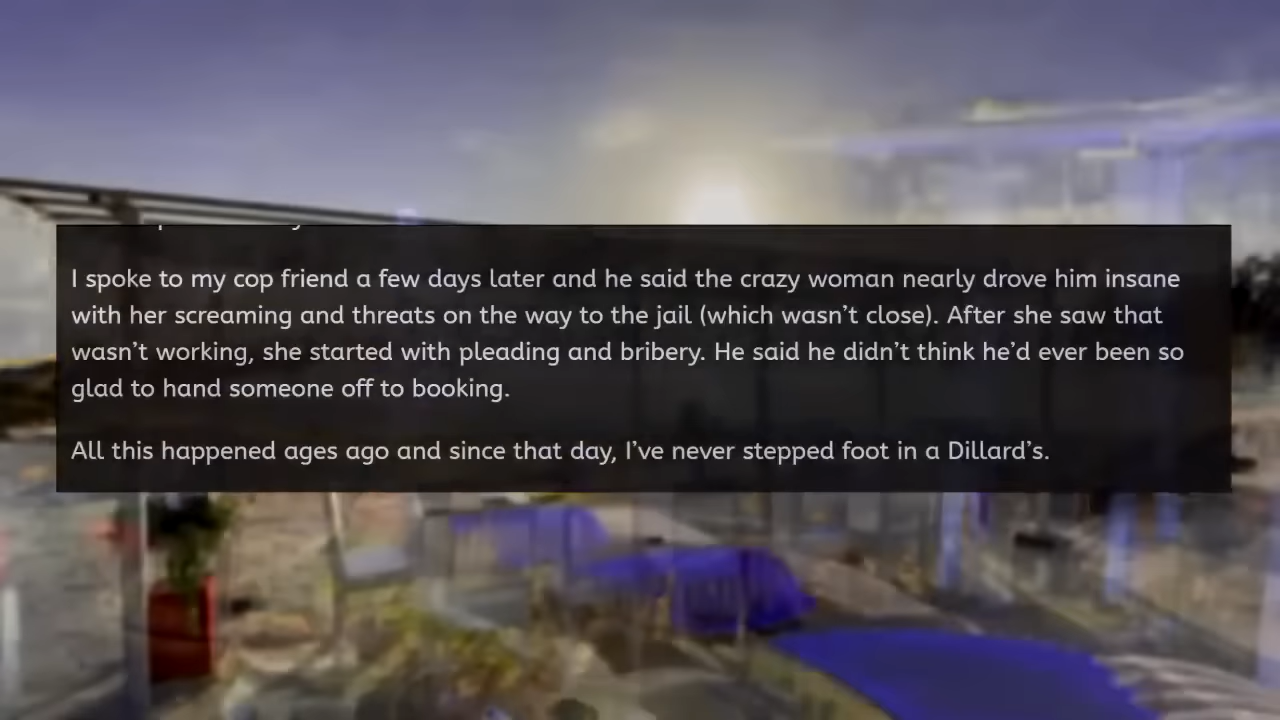 I spoke to my cop friend a few days later and he said the crazy woman nearly drove him insane
with her screaming and threats on the way to the jail (which wasn’t close). After she saw that
wasn’t working, she started with pleading and bribery. He said he didn’t think he’d ever been so
glad to hand someone off to booking.
All this happened ages ago and since that day, I’ve never stepped foot in a Dillard’s.